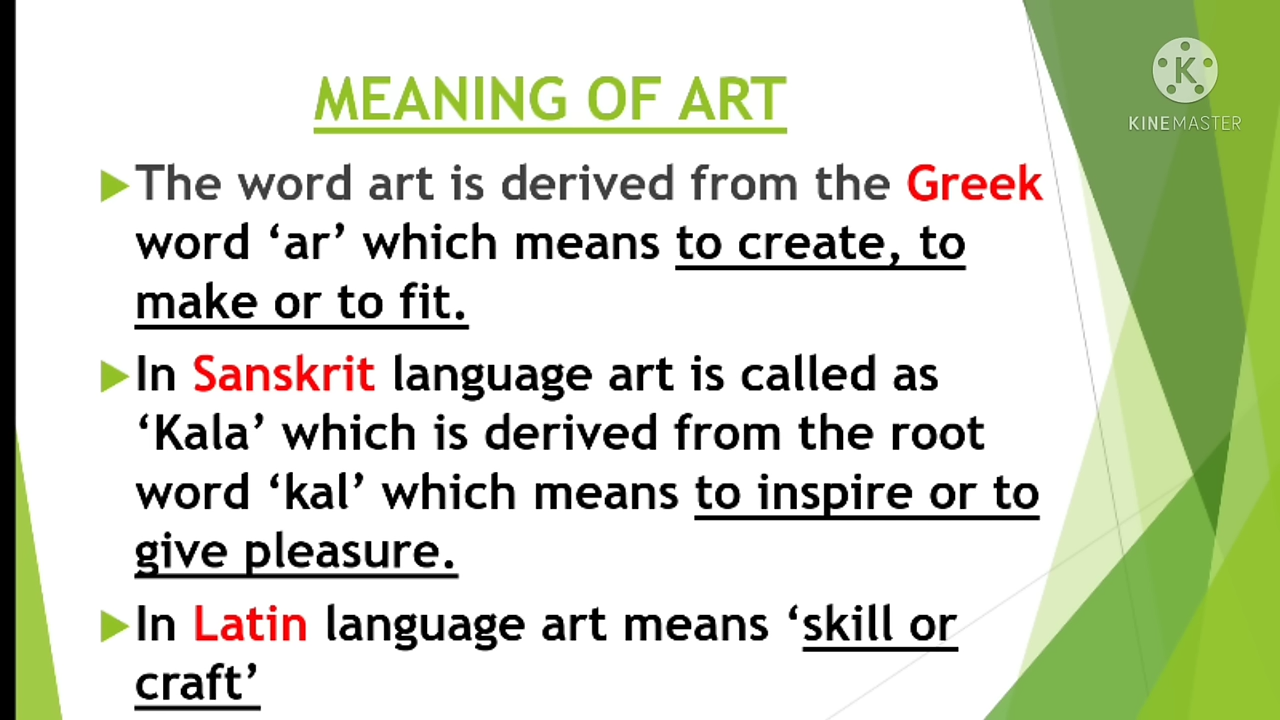 MEANING OF ART
K
KINEMASTER
The word art is derived from the Greek
word ‘ar’ which means to create, to
make or to fit.
In Sanskrit language art is called as
‘Kala’ which is derived from the root
word ‘kal’ which means to inspire or to
give pleasure.
In Latin language art means ‘skill or
craft’